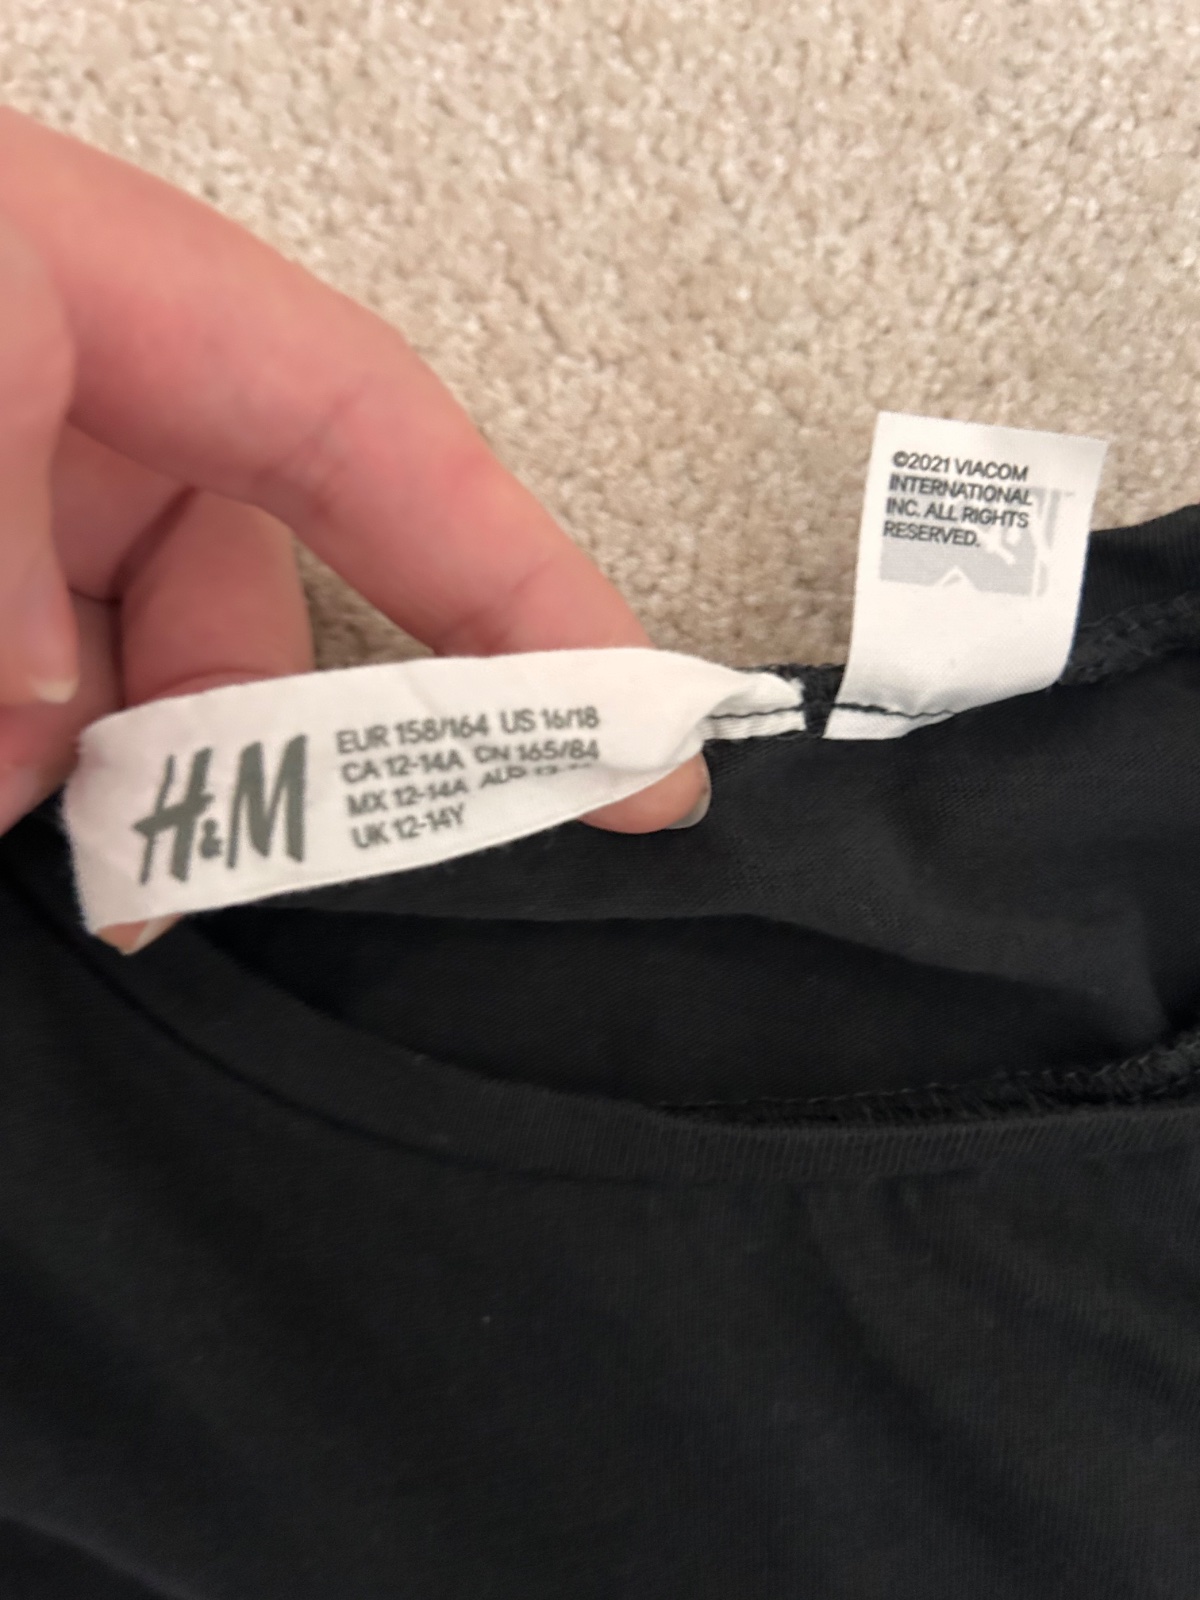 H&M
EUR 158/164 US 16/18
CA 12-14A CN 165/84
MX 12-14A
UK 12-14Y
©2021 VIACOM
INTERNATIONAL
INC. ALL RIGHTS
RESERVED.